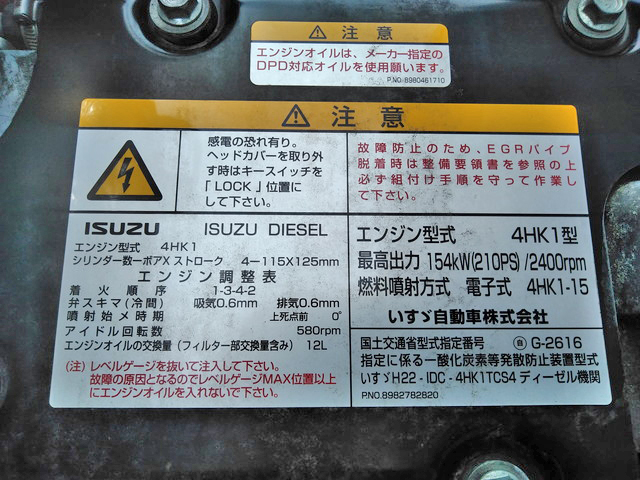 注意
エンジンオイルは、メーカー指定の
DPD対応オイルを使用願います。
P.NO.8980461710
注意
感電の恐れ有り。
ヘッドカバーを取り外
す時はキースイッチを
「LOCK」位置に
して下さい。
故障防止のため、EGRパイプ
脱着時は整備要領書を参照の上
必ず組付け手順を守って作業し
て下さい。
ISUZU ISUZU DIESEL
エンジン型式 4HK1
シリンダー数ーボアX ストローク 4ー115X125mm
エンジン調整表
着火順序 1-3-4-2
弁スキマ(冷間) 吸気0.6mm 排気0.6mm
噴射始メ時期 上死点前 0°
アイドル回転数 580rpm
エンジンオイルの交換量(フィルター部交換量含み) 12L
(注) レベルゲージを抜いて注入して下さい。
故障の原因となるのでレベルゲージMAX位置以上
にエンジンオイルを入れないで下さい。
エンジン型式 4HK1型
最高出力 154kW(210PS)/2400rpm
燃料噴射方式 電子式 4HK1-15
いすゞ自動車株式会社
国土交通省型式指定番号 G-2616
指定に係る一酸化炭素等発散防止装置型式
いすゞH22-IDC-4HK1TCS4 ディーゼル機関
P.NO.8982782820